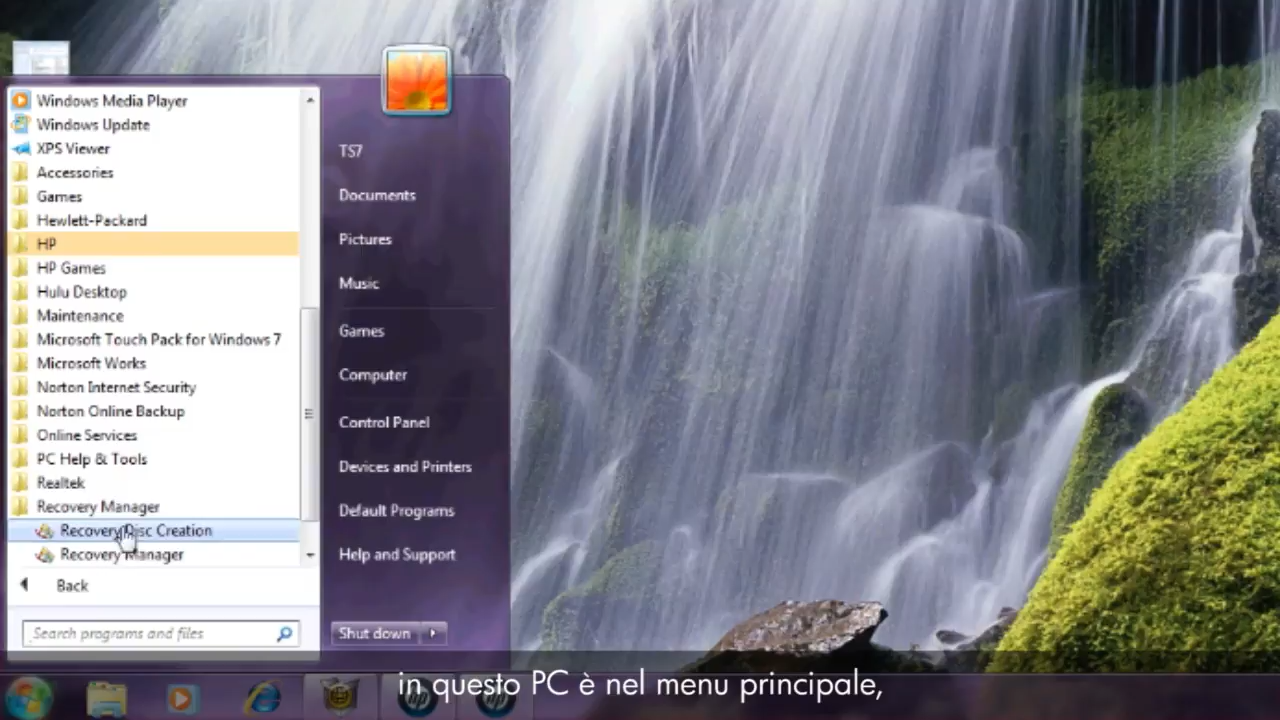 Windows Media Player
Windows Update
XPS Viewer
Accessories
Games
Hewlett-Packard
HP
HP Games
Hulu Desktop
Maintenance
Microsoft Touch Pack for Windows 7
Microsoft Works
Norton Internet Security
Norton Online Backup
Online Services
PC Help & Tools
Realtek
Recovery Manager
Recovery Disc Creation
Recovery Manager
Back
Search programs and files
TS7
Documents
Pictures
Music
Games
Computer
Control Panel
Devices and Printers
Default Programs
Help and Support
Shut down
in questo PC è nel menu principale,
hp
hp